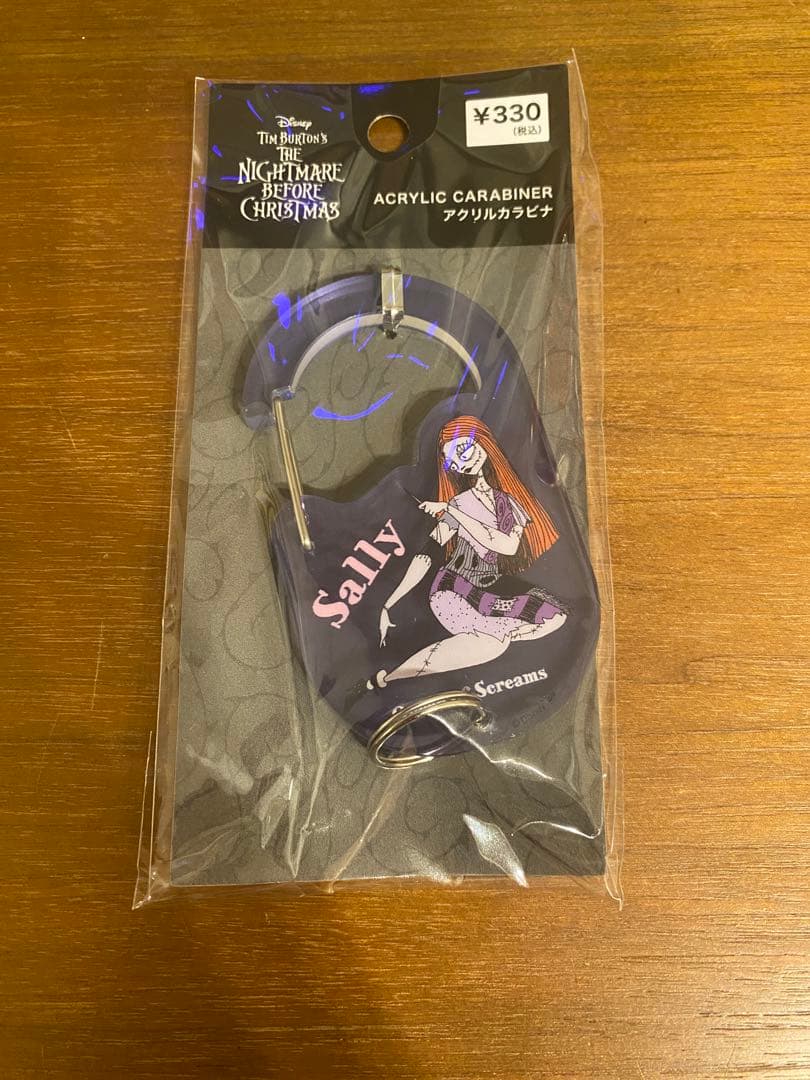 Disney
TIM BURTON'S
THE
NIGHTMARE
BEFORE
CHRISTMAS
¥330
(税込)
ACRYLIC CARABINER
アクリルカラビナ
Sally
Screams